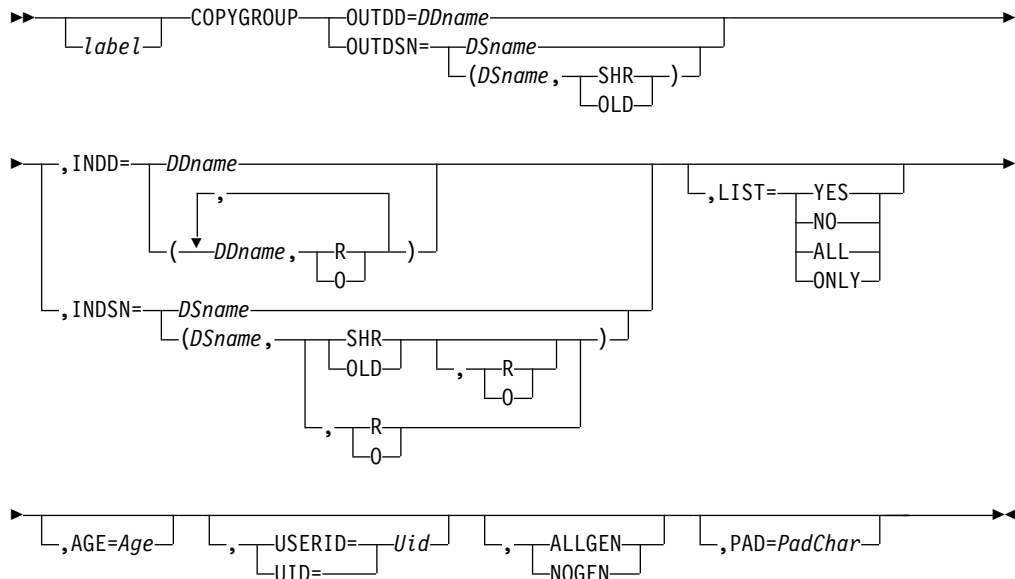 COPYGROUP OUTDD=DDname
label OUTDSN= DSname
(DSname, SHR )
OLD
,INDD= DDname ,LIST= YES
, NO
( DDname, R ) ALL
O ONLY
,INDSN= DSname
(DSname, SHR )
OLD , R
O
, R
O
,AGE=Age , USERID= Uid , ALLGEN ,PAD=PadChar
UID= NOGEN